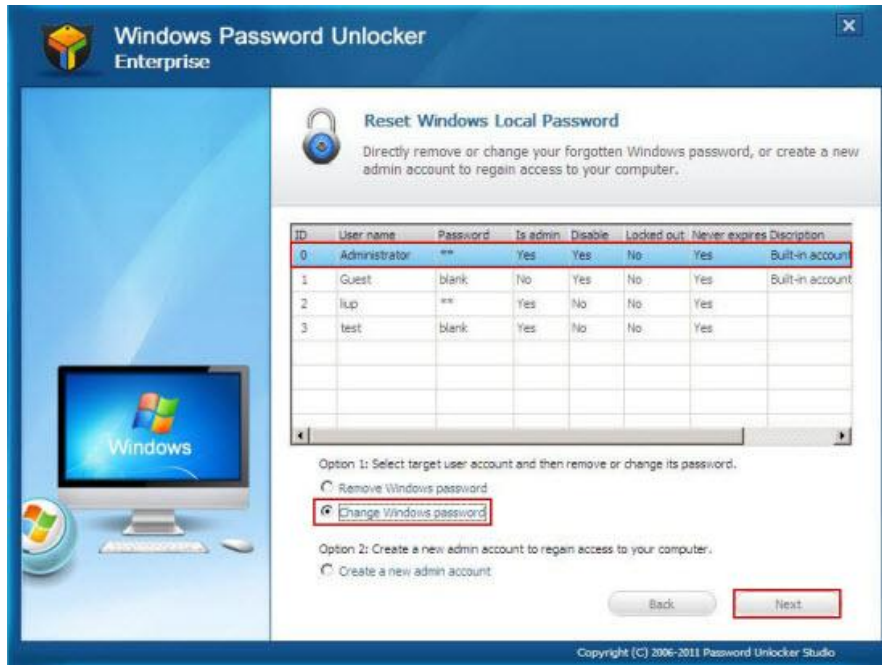 Windows Password Unlocker
Enterprise
Reset Windows Local Password
Directly remove or change your forgotten Windows password, or create a new
admin account to regain access to your computer.
ID User name Password Is admin Disable Locked out Never expires Discription
0 Administrator ** Yes Yes No Yes Built-in account
1 Guest blank No Yes No Yes Built-in account
2 liup ** Yes No No Yes
3 test blank Yes No No Yes
Windows
Option 1: Select target user account and then remove or change its password.
Remove Windows password
Change Windows password
Option 2: Create a new admin account to regain access to your computer.
Create a new admin account
Back Next
Copyright (C) 2006-2011 Password Unlocker Studio